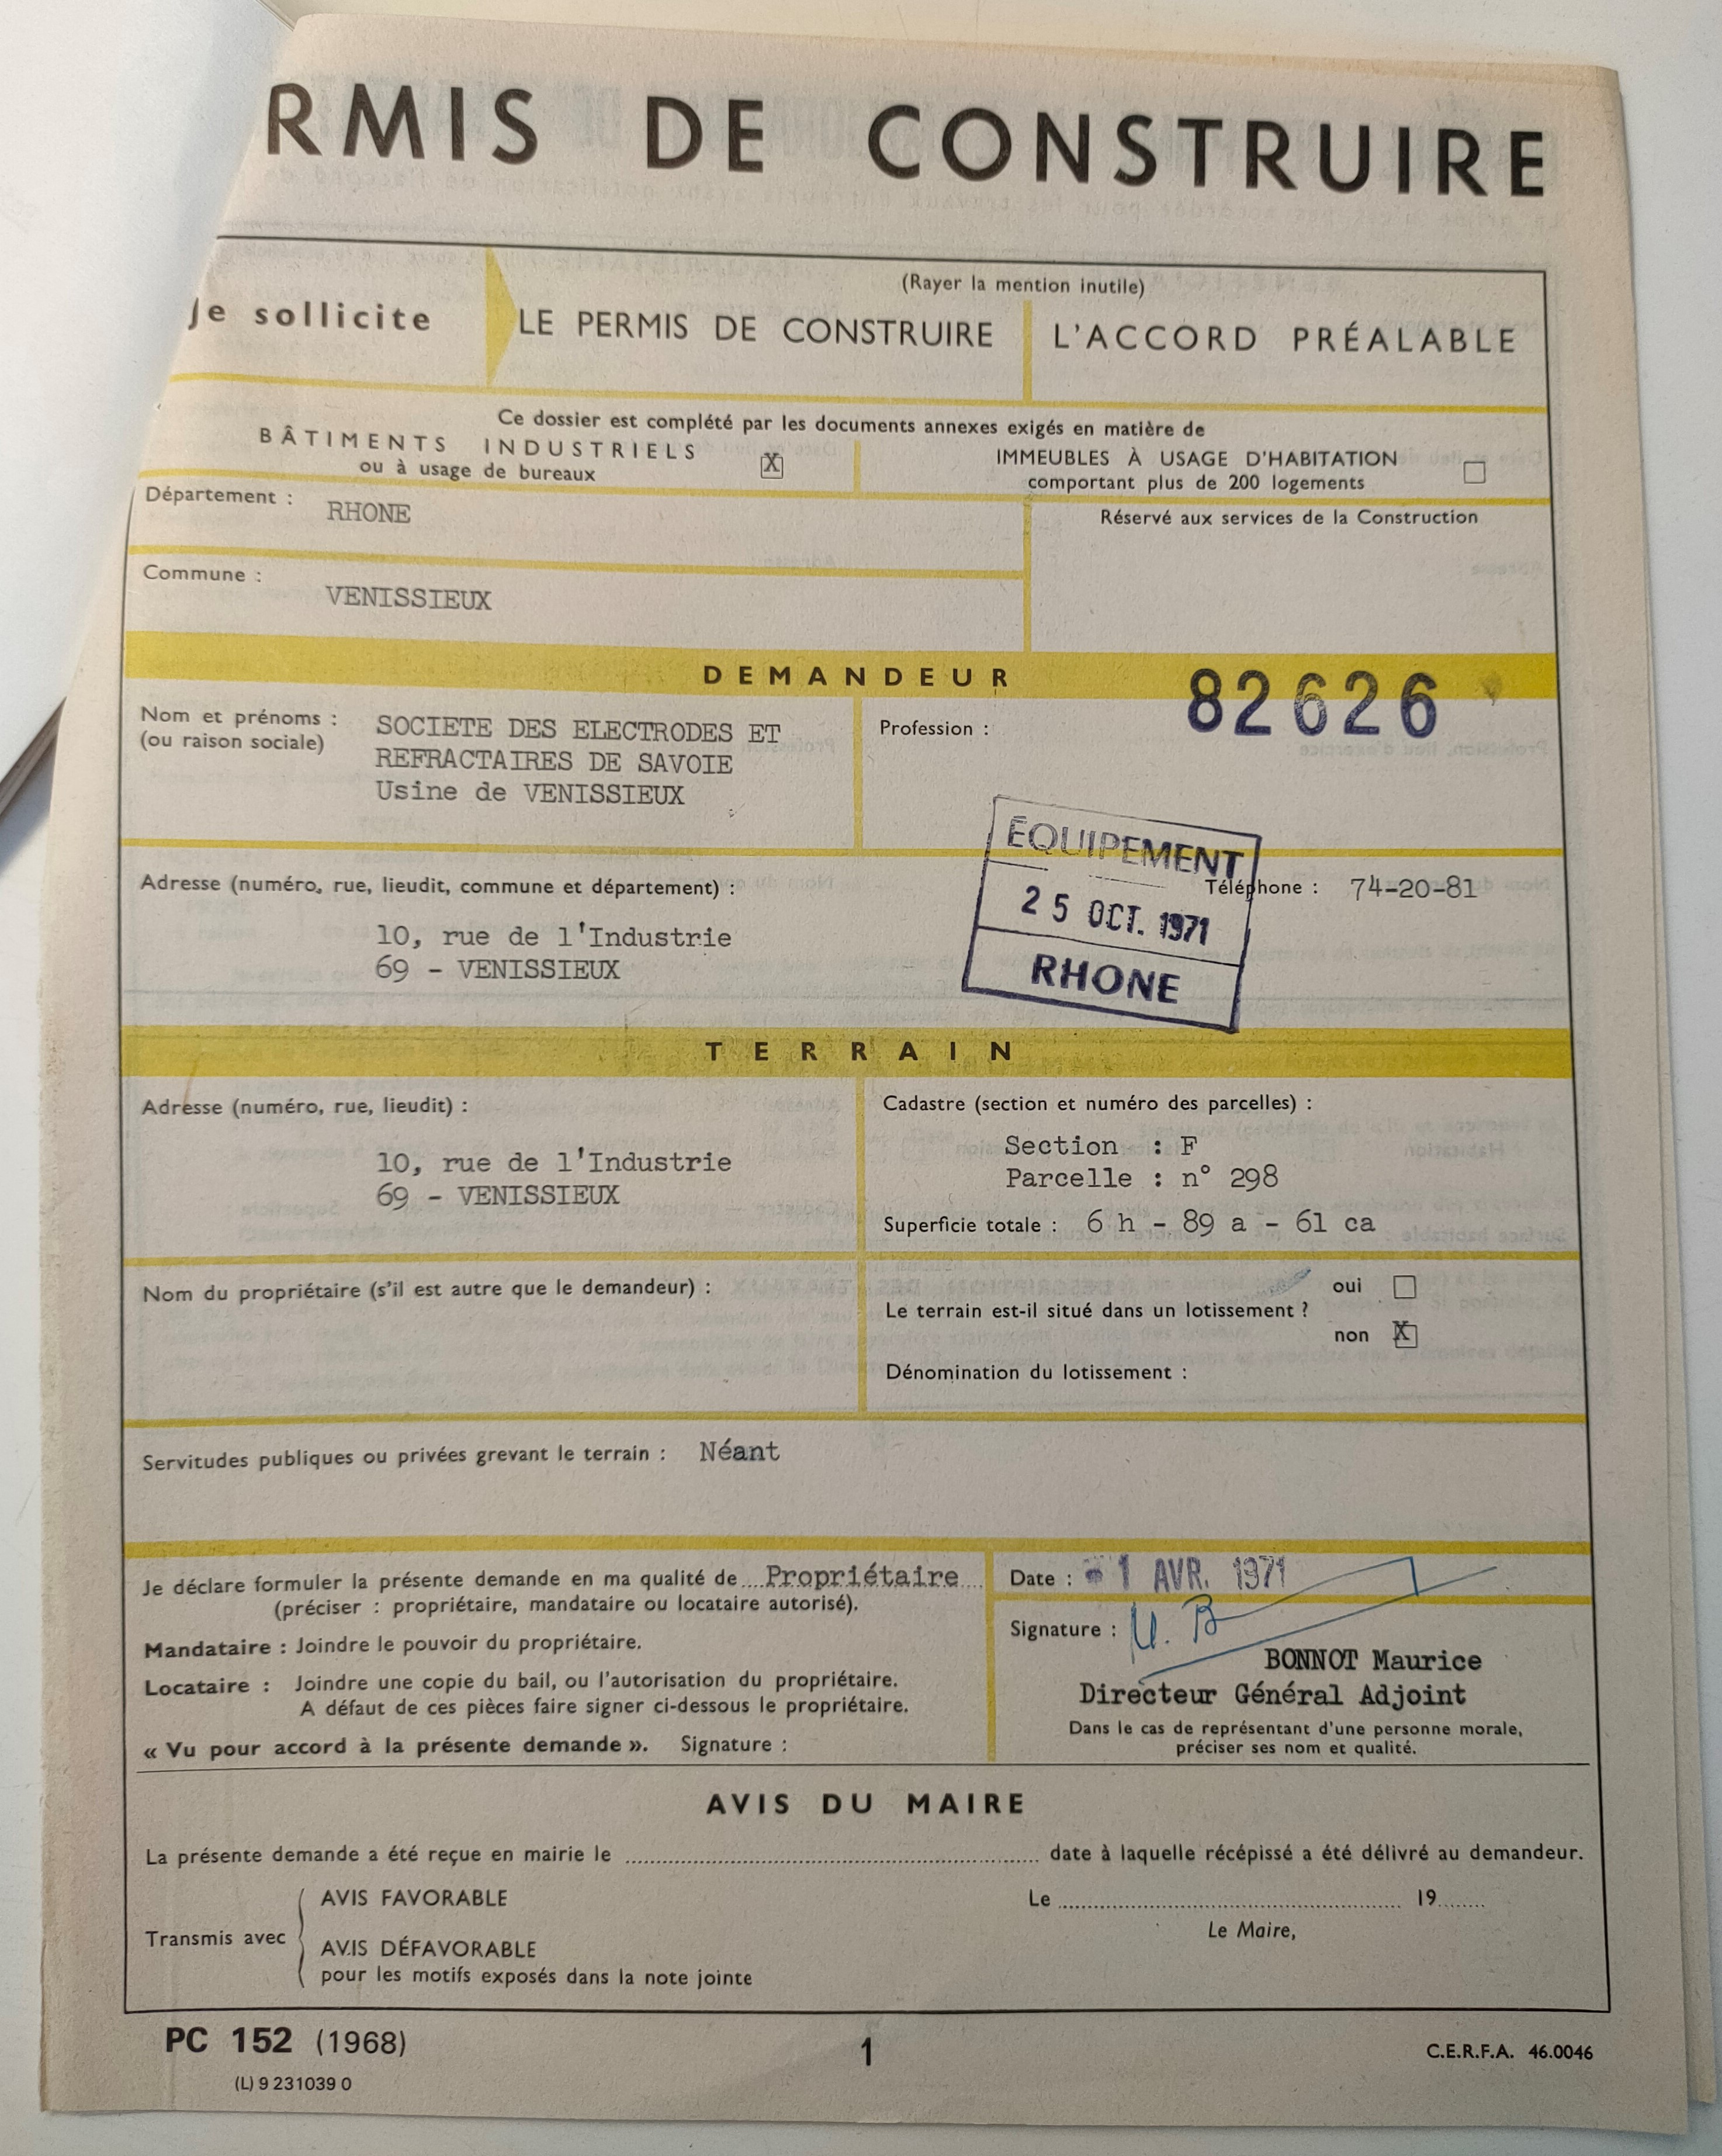 RMIS DE CONSTRUIRE
(Rayer la mention inutile)
Je sollicite LE PERMIS DE CONSTRUIRE L'ACCORD PRÉALABLE
Ce dossier est complété par les documents annexes exigés en matière de
BÂTIMENTS INDUSTRIELS
ou à usage de bureaux X
IMMEUBLES À USAGE D'HABITATION
comportant plus de 200 logements
Département : RHONE
Réservé aux services de la Construction
Commune : VENISSIEUX
DEMANDEUR
82626
Nom et prénoms : SOCIETE DES ELECTRODES ET
(ou raison sociale) REFRACTAIRES DE SAVOIE
Usine de VENISSIEUX
Profession :
EQUIPEMENT
25 OCT. 1971
RHONE
Adresse (numéro, rue, lieudit, commune et département) :
Téléphone : 74-20-81
10, rue de l'Industrie
69 - VENISSIEUX
TERRAIN
Adresse (numéro, rue, lieudit) :
10, rue de l'Industrie
69 - VENISSIEUX
Cadastre (section et numéro des parcelles) :
Section : F
Parcelle : n° 298
Superficie totale : 6 h - 89 a - 61 ca
Nom du propriétaire (s'il est autre que le demandeur) :
oui
Le terrain est-il situé dans un lotissement ?
non X
Dénomination du lotissement :
Servitudes publiques ou privées grevant le terrain : Néant
Je déclare formuler la présente demande en ma qualité de Propriétaire
(préciser : propriétaire, mandataire ou locataire autorisé).
Mandataire : Joindre le pouvoir du propriétaire.
Locataire : Joindre une copie du bail, ou l'autorisation du propriétaire.
A défaut de ces pièces faire signer ci-dessous le propriétaire.
« Vu pour accord à la présente demande ». Signature :
Date : 1 AVR. 1971
Signature :
BONNOT Maurice
Directeur Général Adjoint
Dans le cas de représentant d'une personne morale,
préciser ses nom et qualité.
AVIS DU MAIRE
La présente demande a été reçue en mairie le date à laquelle récépissé a été délivré au demandeur.
Transmis avec
AVIS FAVORABLE
AVIS DÉFAVORABLE
pour les motifs exposés dans la note jointe
Le 19
Le Maire,
PC 152 (1968)
(L) 9 231039 0
1
C.E.R.F.A. 46.0046